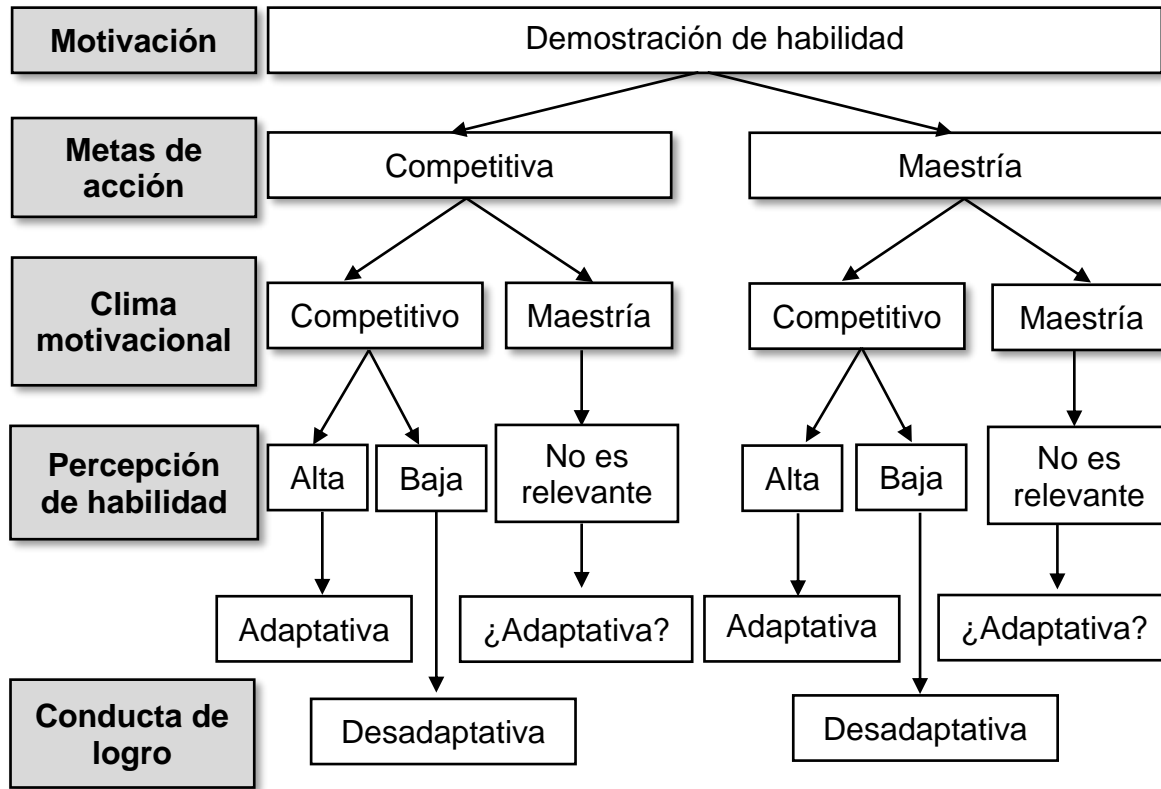 Motivación
Demostración de habilidad
Metas de
acción
Competitiva
Maestría
Clima
motivacional
Competitivo
Maestría
Competitivo
Maestría
Percepción
de habilidad
Alta
Baja
No es
relevante
Alta
Baja
No es
relevante
Adaptativa
¿Adaptativa?
Adaptativa
¿Adaptativa?
Conducta de
logro
Desadaptativa
Desadaptativa